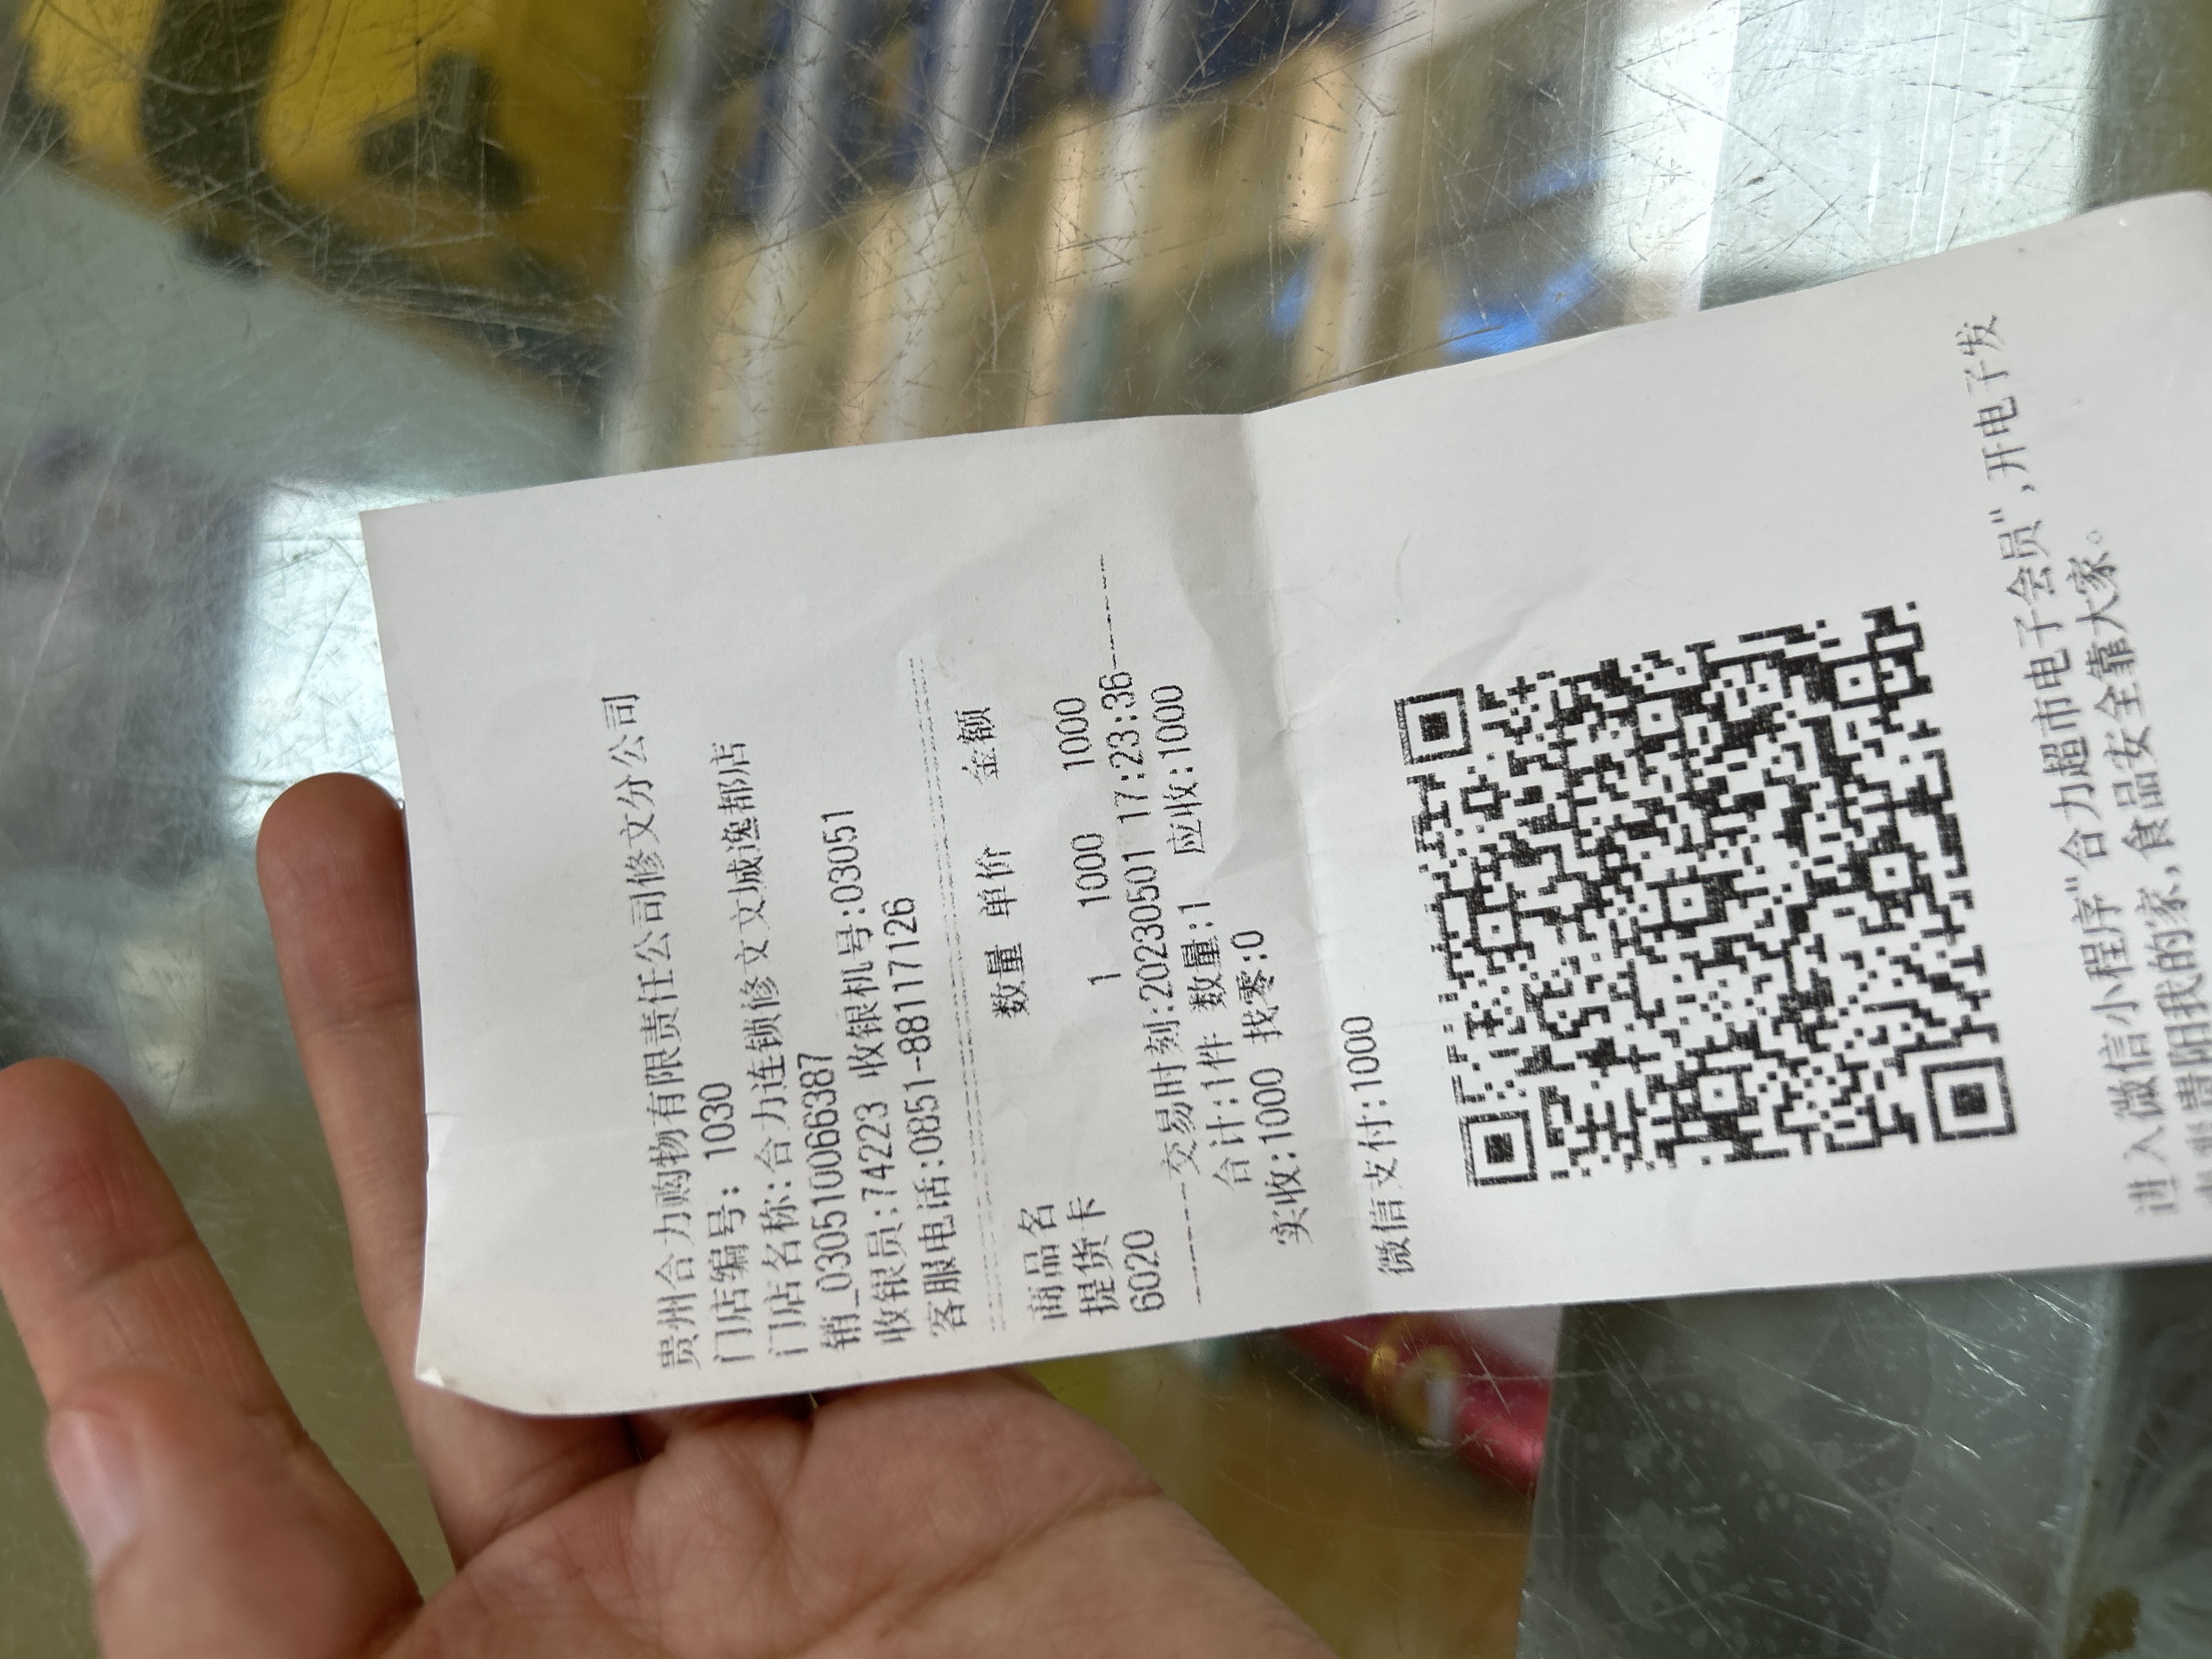 贵州合力购物有限责任公司修文分公司
门店编号: 1030
门店名称:合力连锁修文文城逸都店
销_0305100066387
收银员:74223 收银机号:03051
客服电话:0851-88117126
商品名 数量 单价 金额
提货卡
6020 1 1000 1000
交易时刻:20230501 17:23:36
合计:1件 数量:1 应收:1000
实收:1000 找零:0
微信支付:1000
进入微信小程序"合力超市电子会员",开电子发
贵阳我的家,食品安全靠大家。